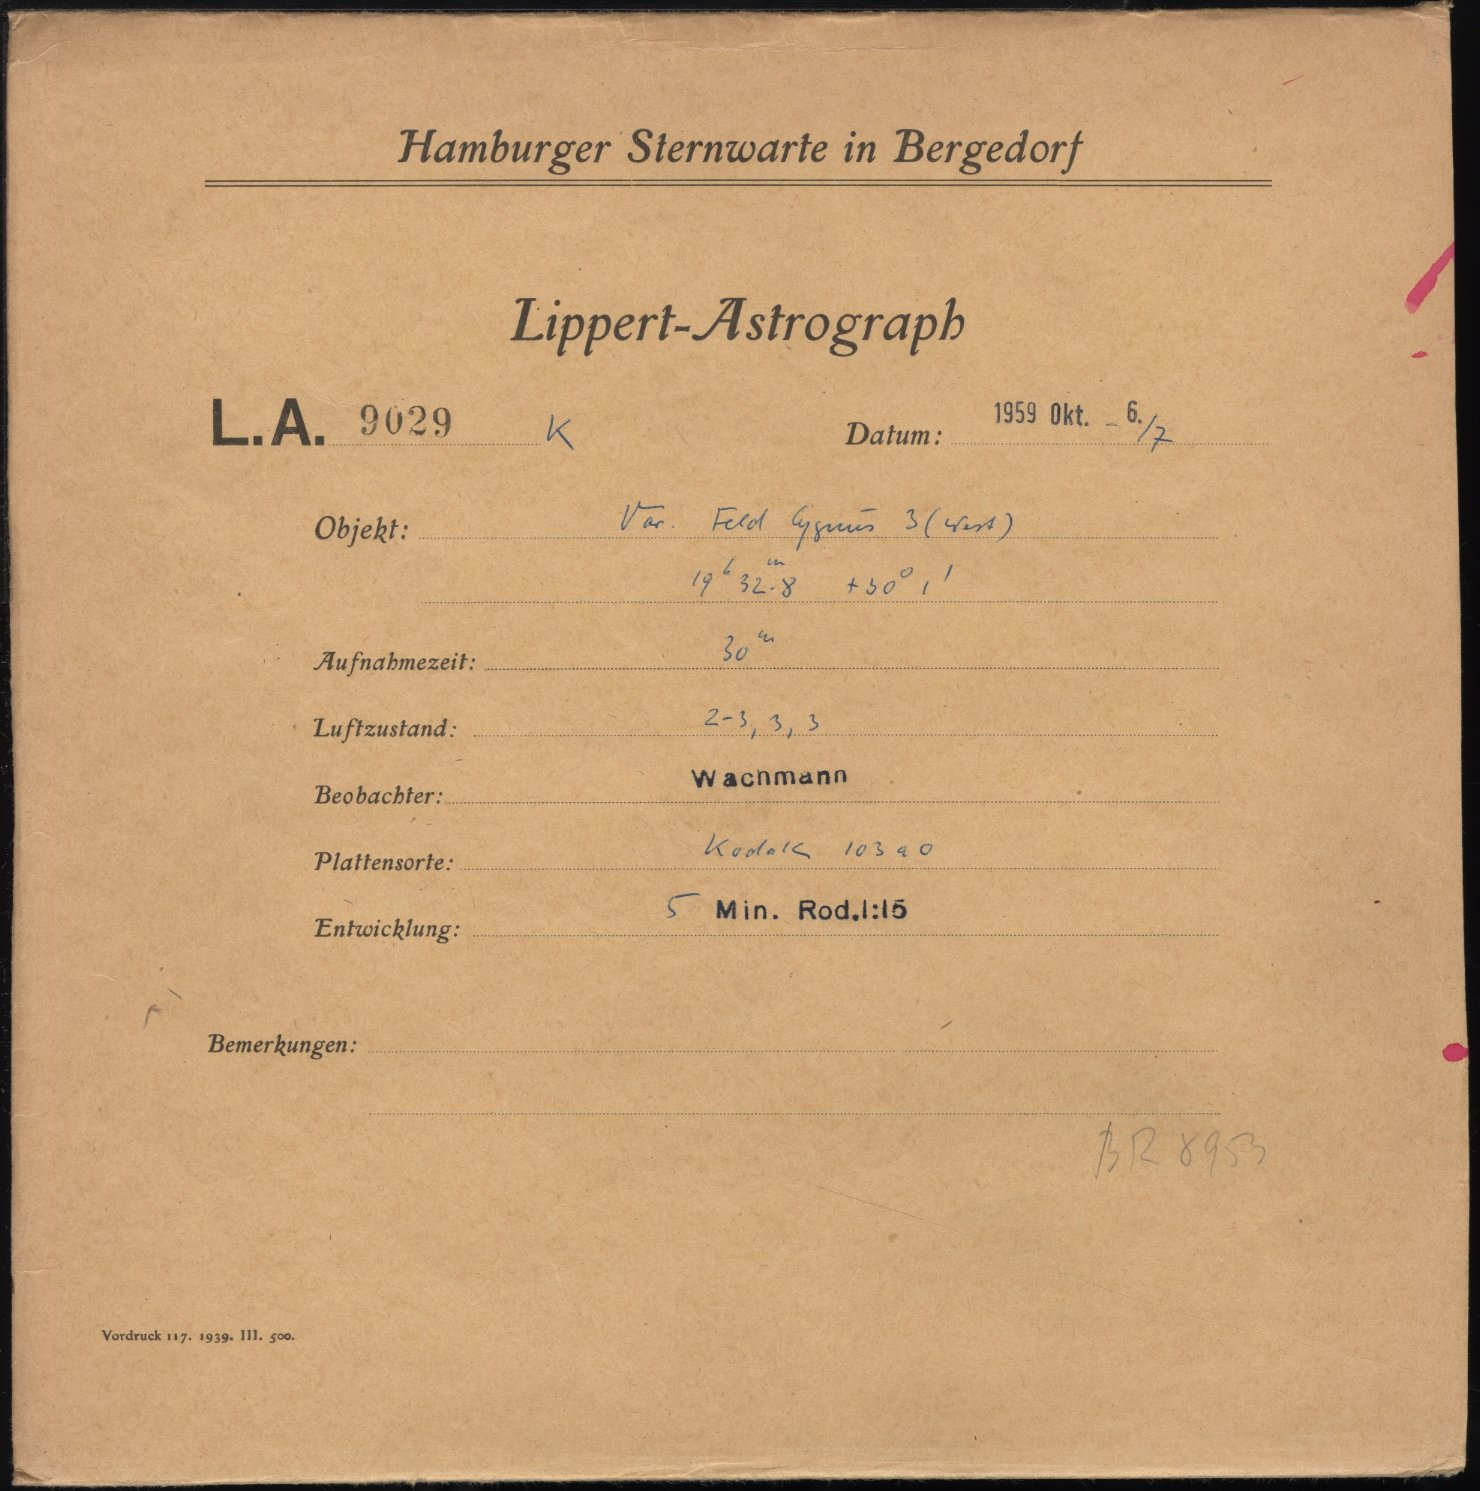 Hamburger Sternwarte in Bergedorf
Lippert-Astrograph
L.A. 9029 K Datum: 1959 Okt. - 6./7
Objekt: Var. Feld Cygnus 3 (West)
19h 32m.8 +30° 1'
Aufnahmezeit: 30m
Luftzustand: 2-3, 3, 3
Beobachter: Wachmann
Plattensorte: Kodak 103 a O
Entwicklung: 5 Min. Rod.1:15
Bemerkungen:
BR 8953
Vordruck 117. 1939. III. 500.